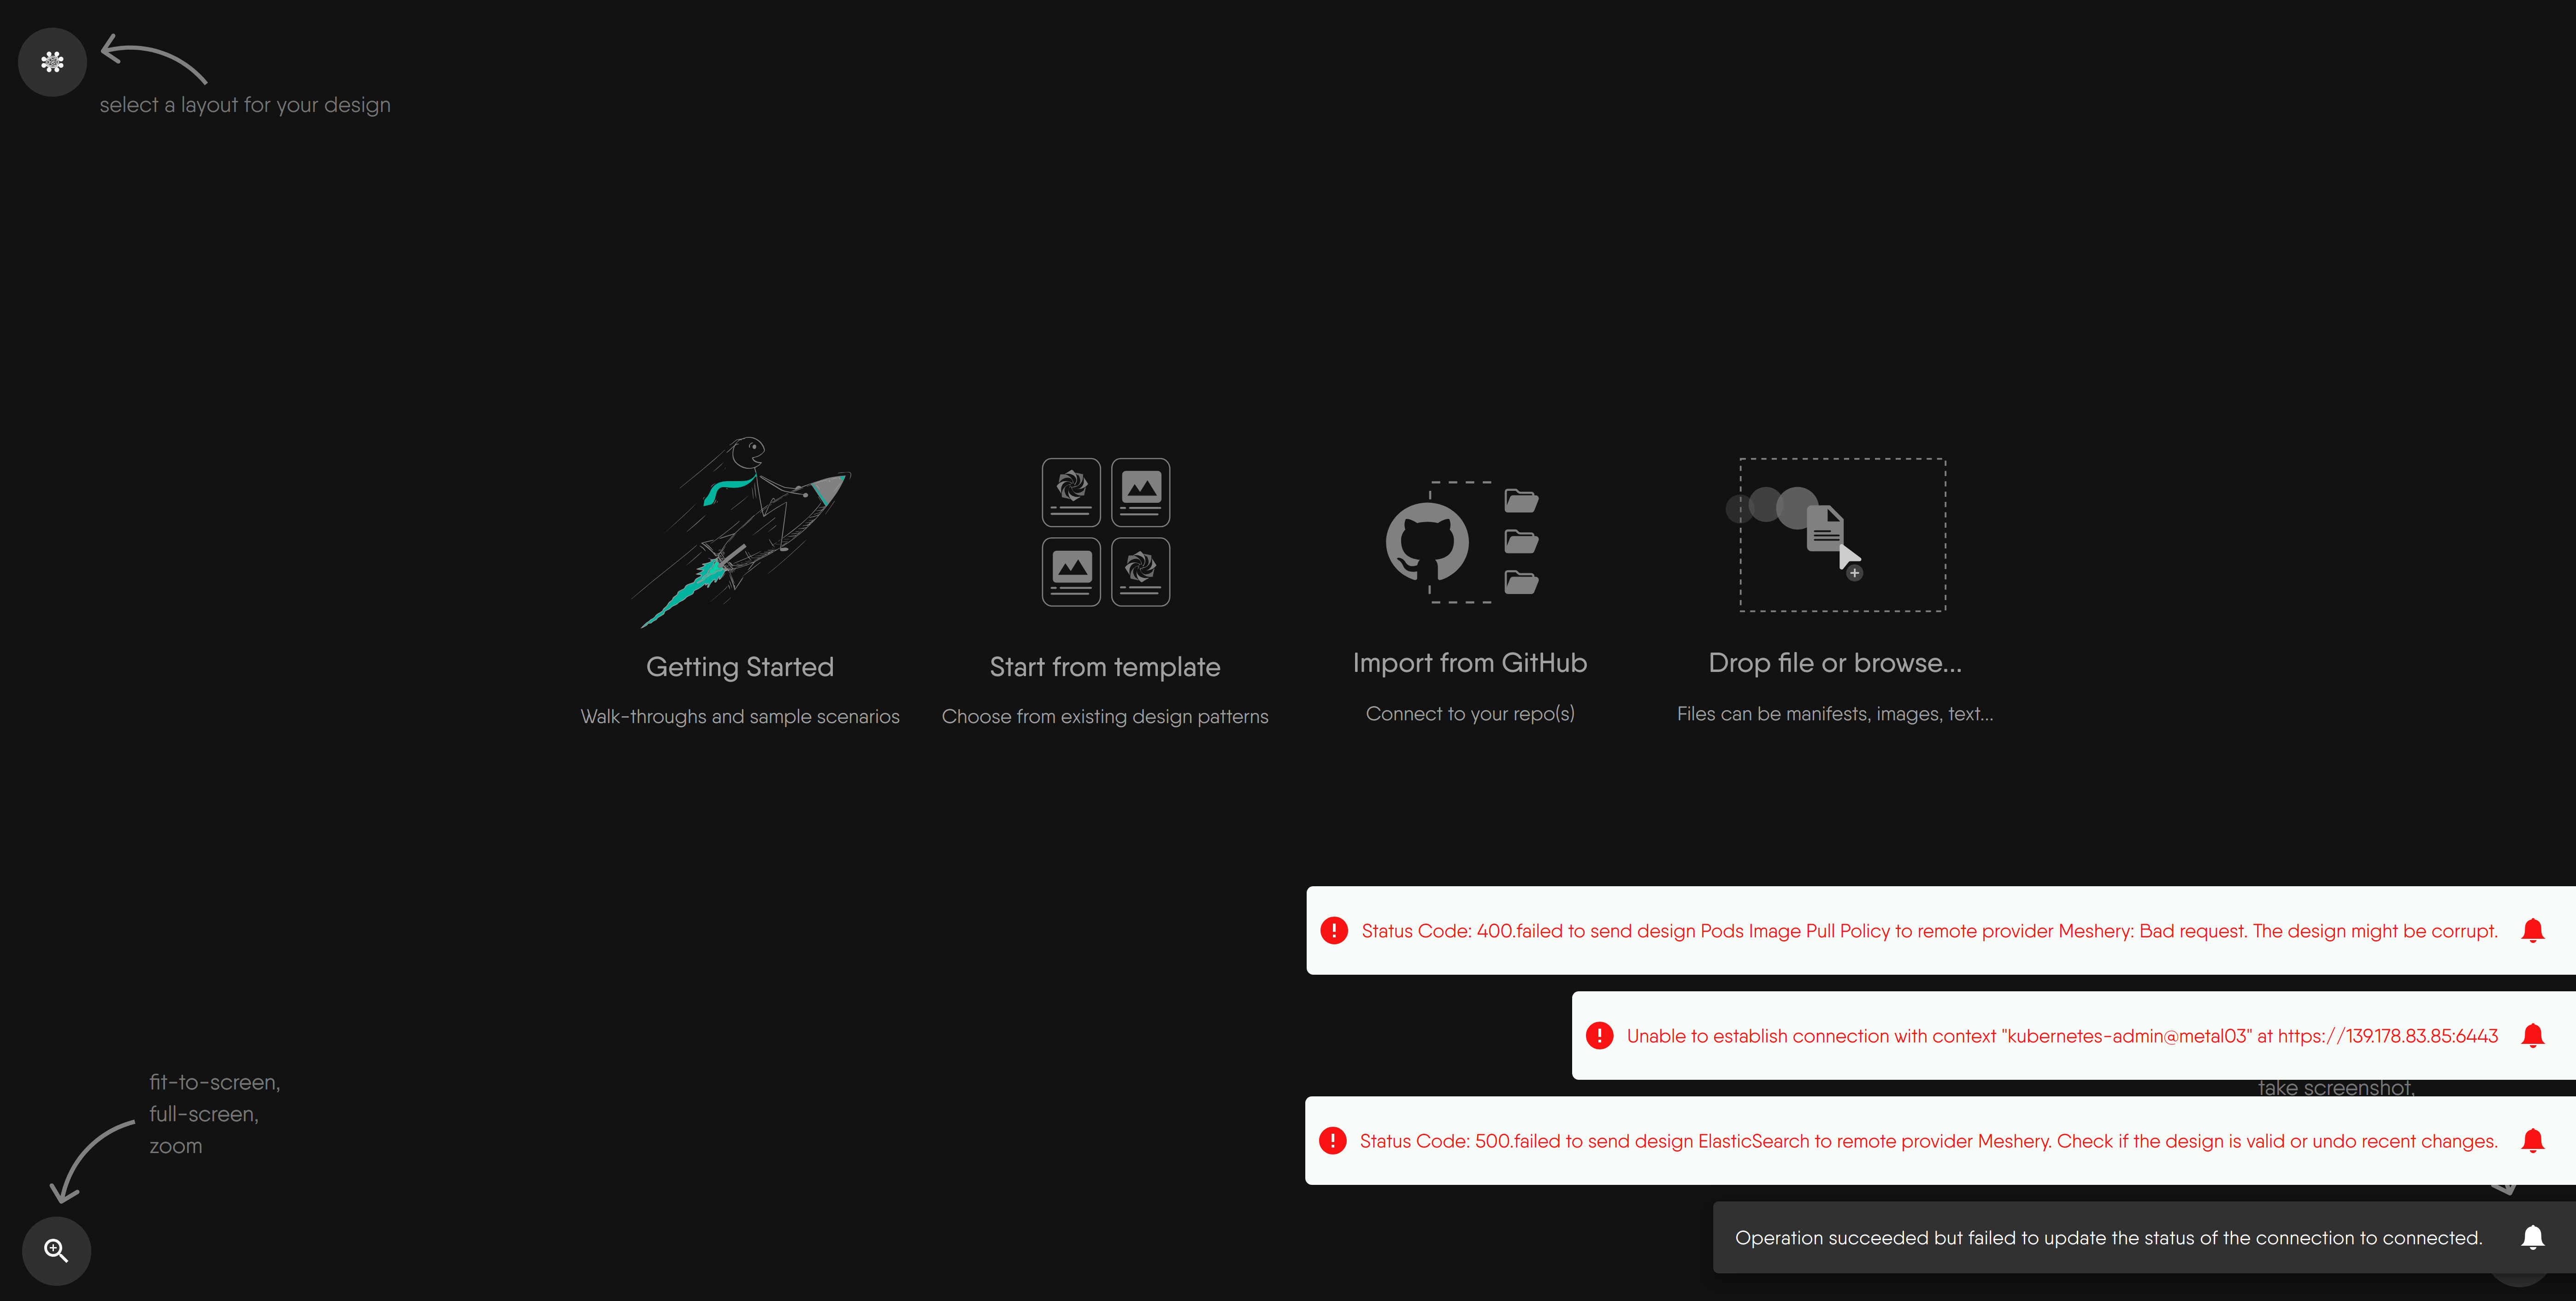 select a layout for your design
Getting Started
Walk-throughs and sample scenarios
Start from template
Choose from existing design patterns
Import from GitHub
Connect to your repo(s)
Drop file or browse...
Files can be manifests, images, text...
Status Code: 400.failed to send design Pods Image Pull Policy to remote provider Meshery: Bad request. The design might be corrupt.
Unable to establish connection with context "kubernetes-admin@metal03" at https://139.178.83.85:6443
fit-to-screen,
full-screen,
zoom
take screenshot,
Status Code: 500.failed to send design ElasticSearch to remote provider Meshery. Check if the design is valid or undo recent changes.
Operation succeeded but failed to update the status of the connection to connected.